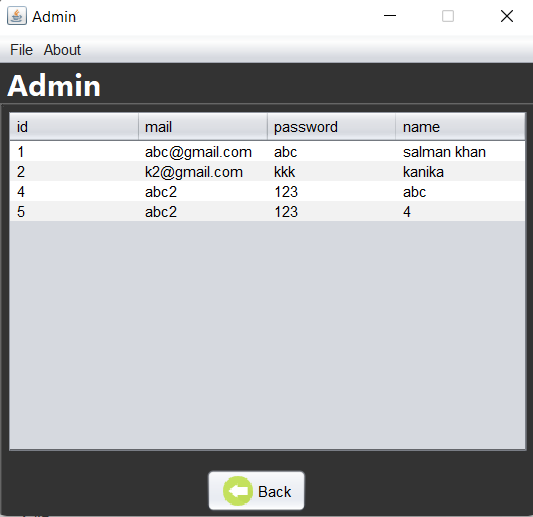 Admin
File About
Admin
id mail password name
1 abc@gmail.com abc salman khan
2 k2@gmail.com kkk kanika
4 abc2 123 abc
5 abc2 123 4
Back